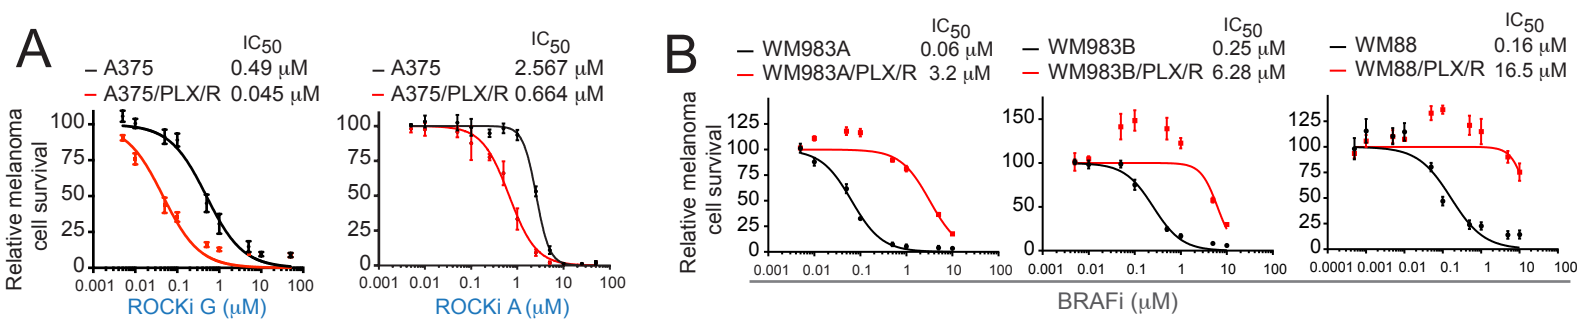 A
IC50
– A375 0.49 μM
– A375/PLX/R 0.045 μM
Relative melanoma
cell survival
100
75
50
25
0
0.001 0.01 0.1 1 10 100
ROCKi G (μM)
IC50
– A375 2.567 μM
– A375/PLX/R 0.664 μM
100
75
50
25
0
0.001 0.01 0.1 1 10 100
ROCKi A (μM)
B
IC50
– WM983A 0.06 μM
– WM983A/PLX/R 3.2 μM
Relative melanoma
cell survival
125
100
75
50
25
0
0.001 0.01 0.1 1 10 100
IC50
– WM983B 0.25 μM
– WM983B/PLX/R 6.28 μM
150
100
50
0
0.001 0.01 0.1 1 10 100
IC50
– WM88 0.16 μM
– WM88/PLX/R 16.5 μM
125
100
75
50
25
0
0.0001 0.001 0.01 0.1 1 10 100
BRAFi (μM)